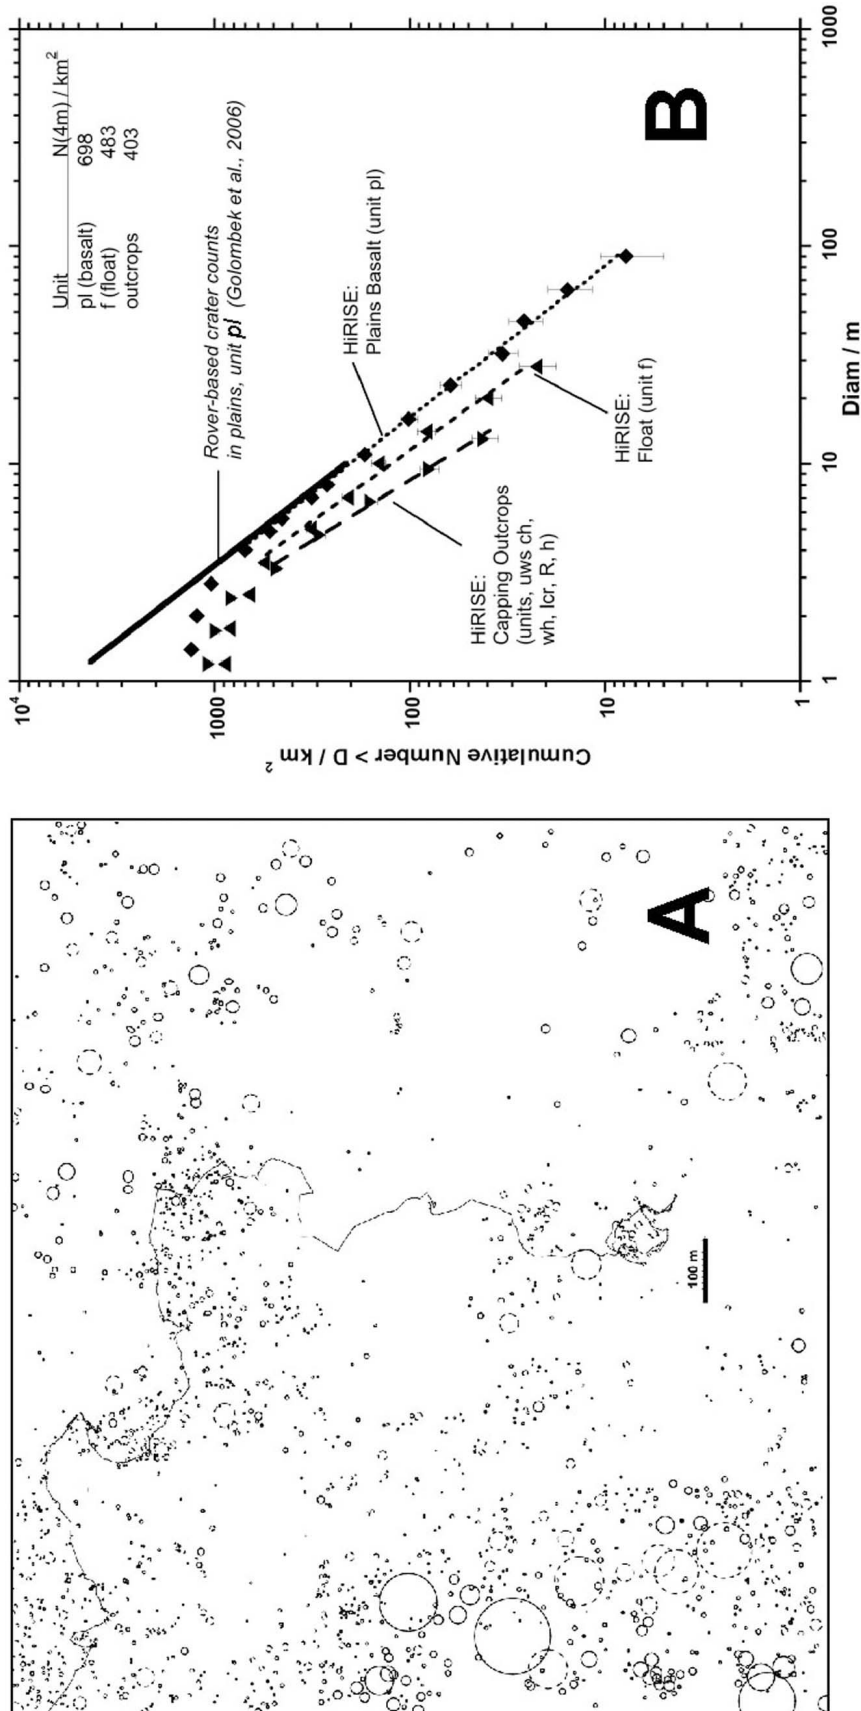 A
100 m
B
Unit N(4m) / km²
pl (basalt) 698
f (float) 483
outcrops 403
Rover-based crater counts
in plains, unit pl (Golombek et al., 2006)
HiRISE:
Plains Basalt (unit pl)
HiRISE:
Float (unit f)
HiRISE:
Capping Outcrops
(units, uws ch,
wh, lcr, R, h)
Cumulative Number > D / km²
10⁴
1000
100
10
1
1
10
100
1000
Diam / m